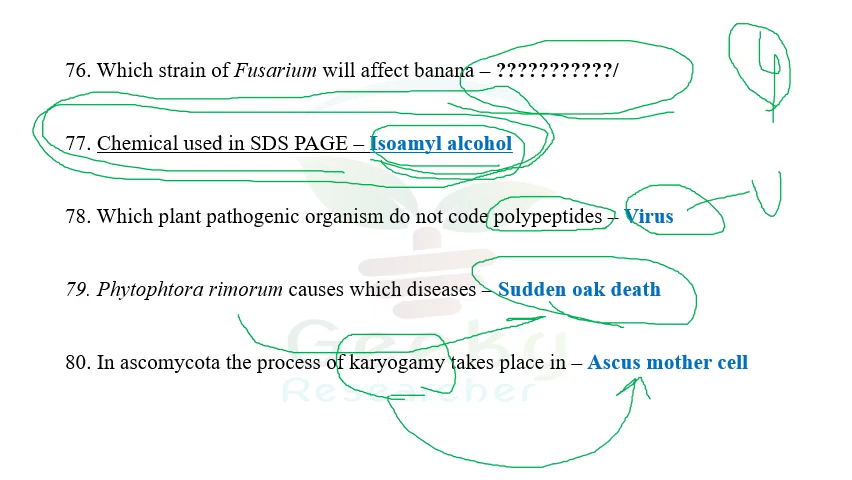 76. Which strain of Fusarium will affect banana – ???????????/
77. Chemical used in SDS PAGE – Isoamyl alcohol
78. Which plant pathogenic organism do not code polypeptides – Virus
79. Phytophtora rimorum causes which diseases – Sudden oak death
Geeky
80. In ascomycota the process of karyogamy takes place in – Ascus mother cell
Researcher